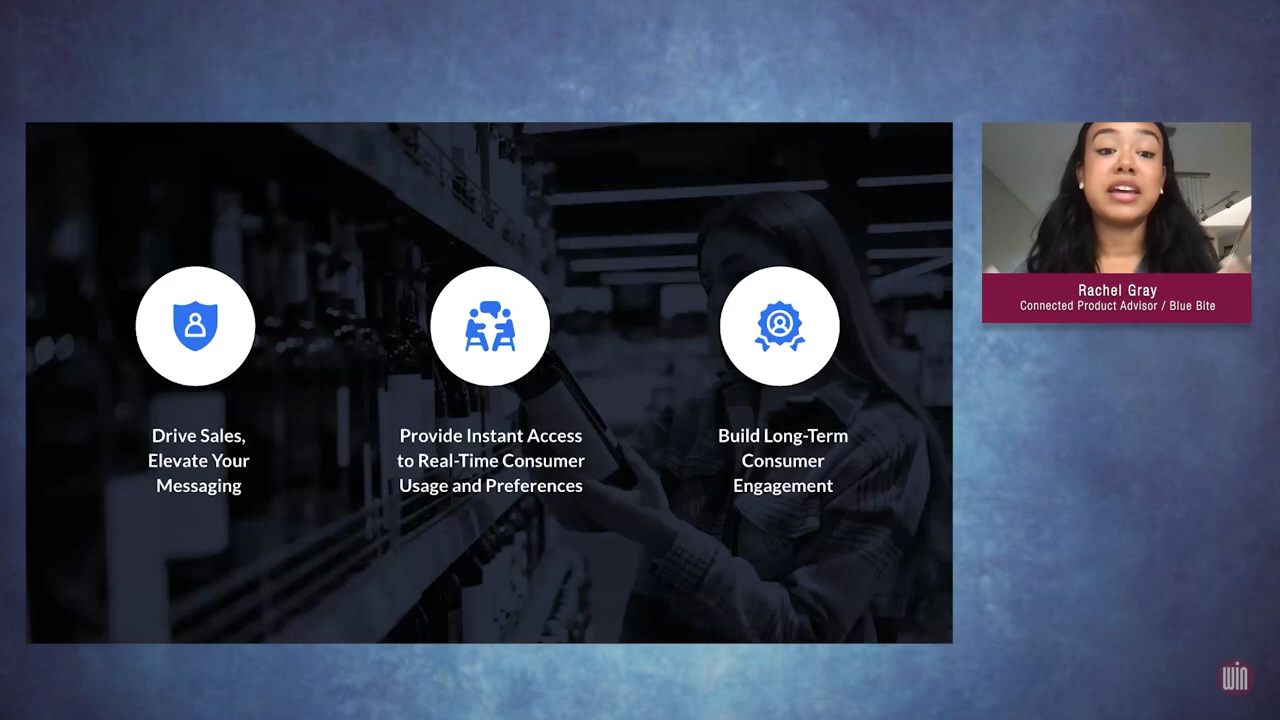 Drive Sales,
Elevate Your
Messaging
Provide Instant Access
to Real-Time Consumer
Usage and Preferences
Build Long-Term
Consumer
Engagement
Rachel Gray
Connected Product Advisor / Blue Bite
win